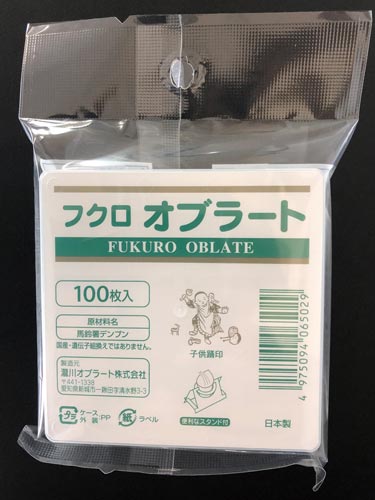 フクロ オブラート
FUKURO OBLATE
100枚入
原材料名
馬鈴薯デンプン
国産・遺伝子組換えではありません。
子供踊印
製造元
瀧川オブラート株式会社
〒441-1338
愛知県新城市一鍬田字清水野3-3
プラ
ケース
外装:PP
紙
ラベル
便利なスタンド付
日本製
4 975094 065029